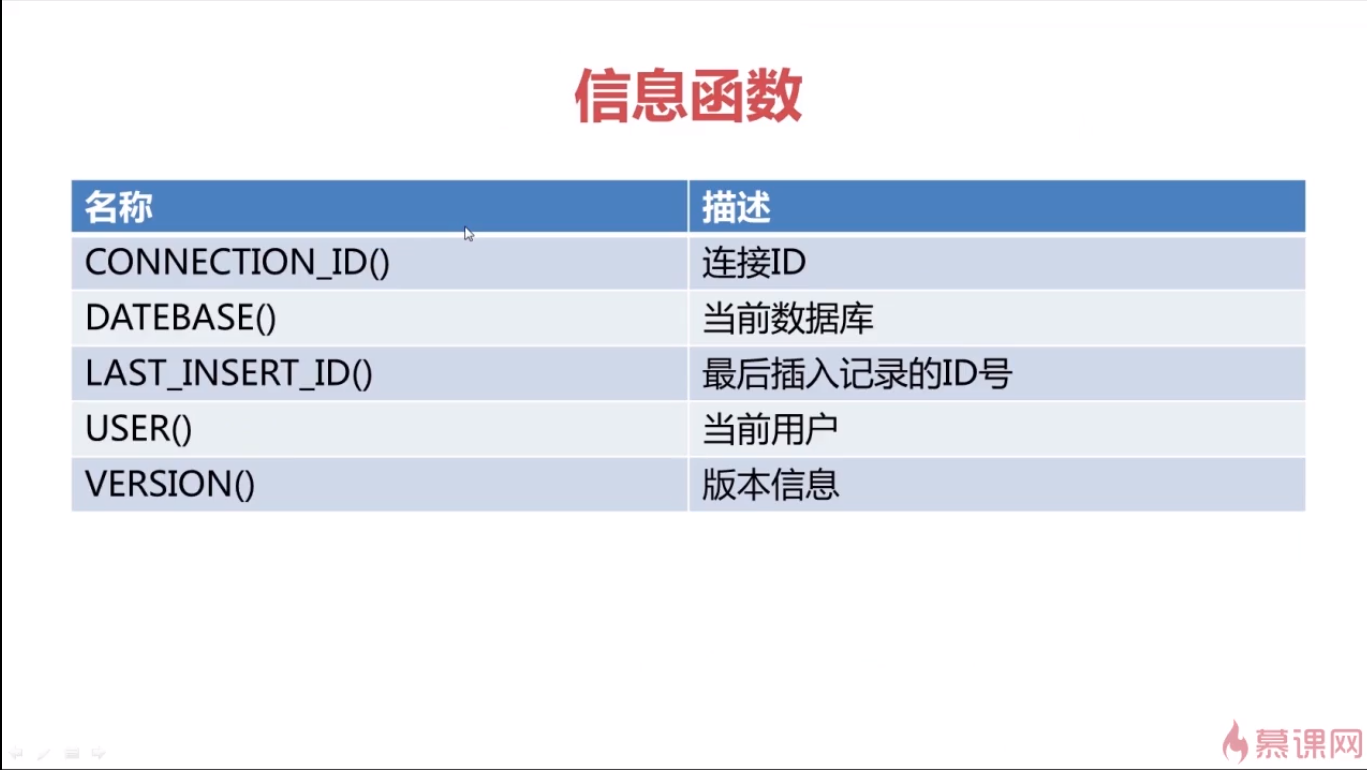 信息函数
名称 描述
CONNECTION_ID() 连接ID
DATEBASE() 当前数据库
LAST_INSERT_ID() 最后插入记录的ID号
USER() 当前用户
VERSION() 版本信息
慕课网